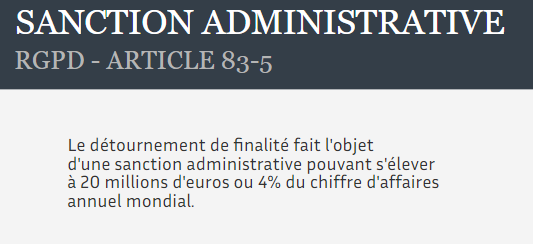 SANCTION ADMINISTRATIVE
RGPD - ARTICLE 83-5
Le détournement de finalité fait l'objet
d'une sanction administrative pouvant s'élever
à 20 millions d'euros ou 4% du chiffre d'affaires
annuel mondial.